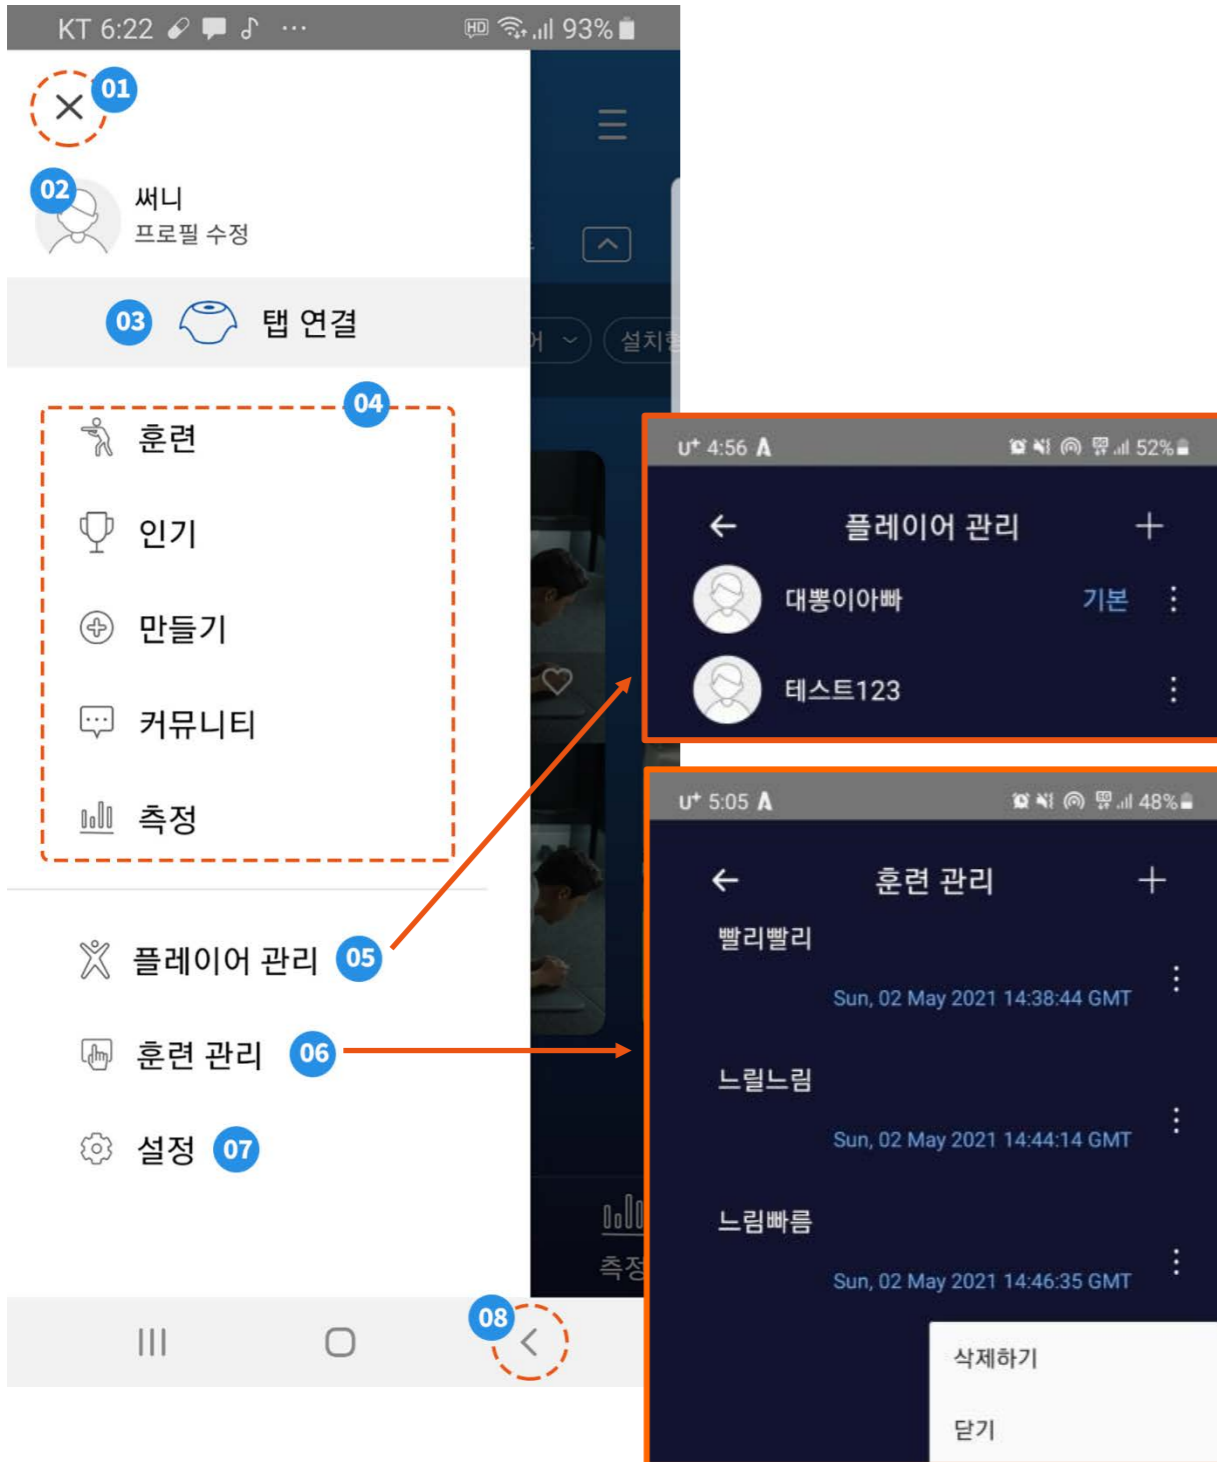 KT 6:22
HD
93%
01
02
써니
프로필 수정
03
탭 연결
설치형
04
훈련
인기
만들기
커뮤니티
측정
플레이어 관리
05
훈련 관리
06
설정
07
측정
08
U+ 4:56
52%
플레이어 관리
대뽕이아빠
기본
테스트123
U+ 5:05
48%
훈련 관리
빨리빨리
Sun, 02 May 2021 14:38:44 GMT
느릴느림
Sun, 02 May 2021 14:44:14 GMT
느림빠름
Sun, 02 May 2021 14:46:35 GMT
삭제하기
닫기